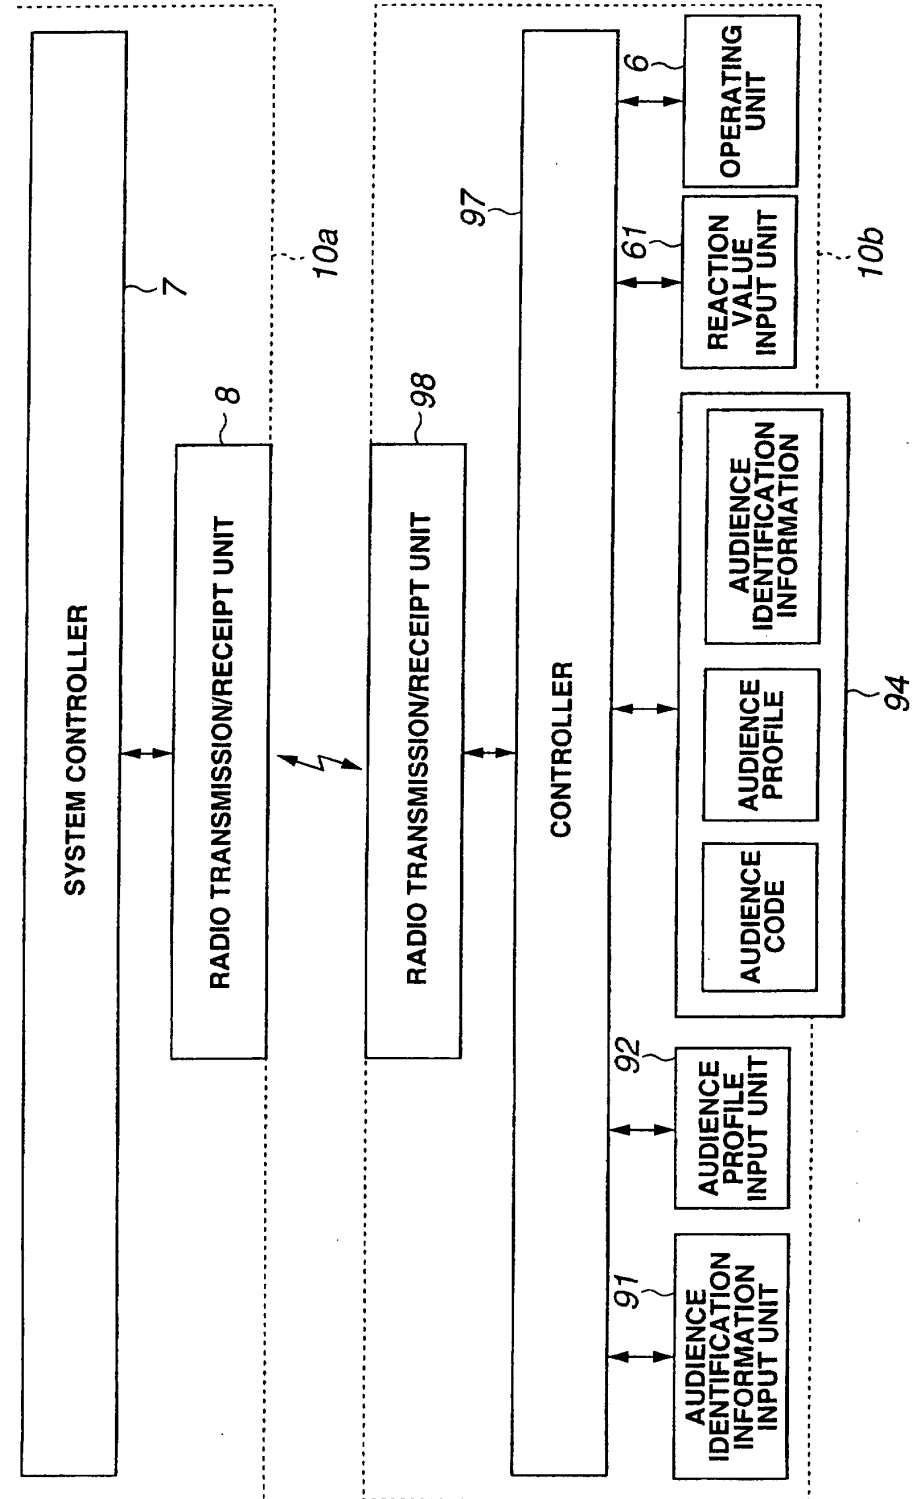 SYSTEM CONTROLLER
7
RADIO TRANSMISSION/RECEIPT UNIT
8
10a
RADIO TRANSMISSION/RECEIPT UNIT
98
CONTROLLER
97
AUDIENCE
IDENTIFICATION
INFORMATION
INPUT UNIT
91
AUDIENCE
PROFILE
INPUT UNIT
92
AUDIENCE
CODE
AUDIENCE
PROFILE
AUDIENCE
IDENTIFICATION
INFORMATION
94
REACTION
VALUE
INPUT UNIT
61
OPERATING
UNIT
6
10b